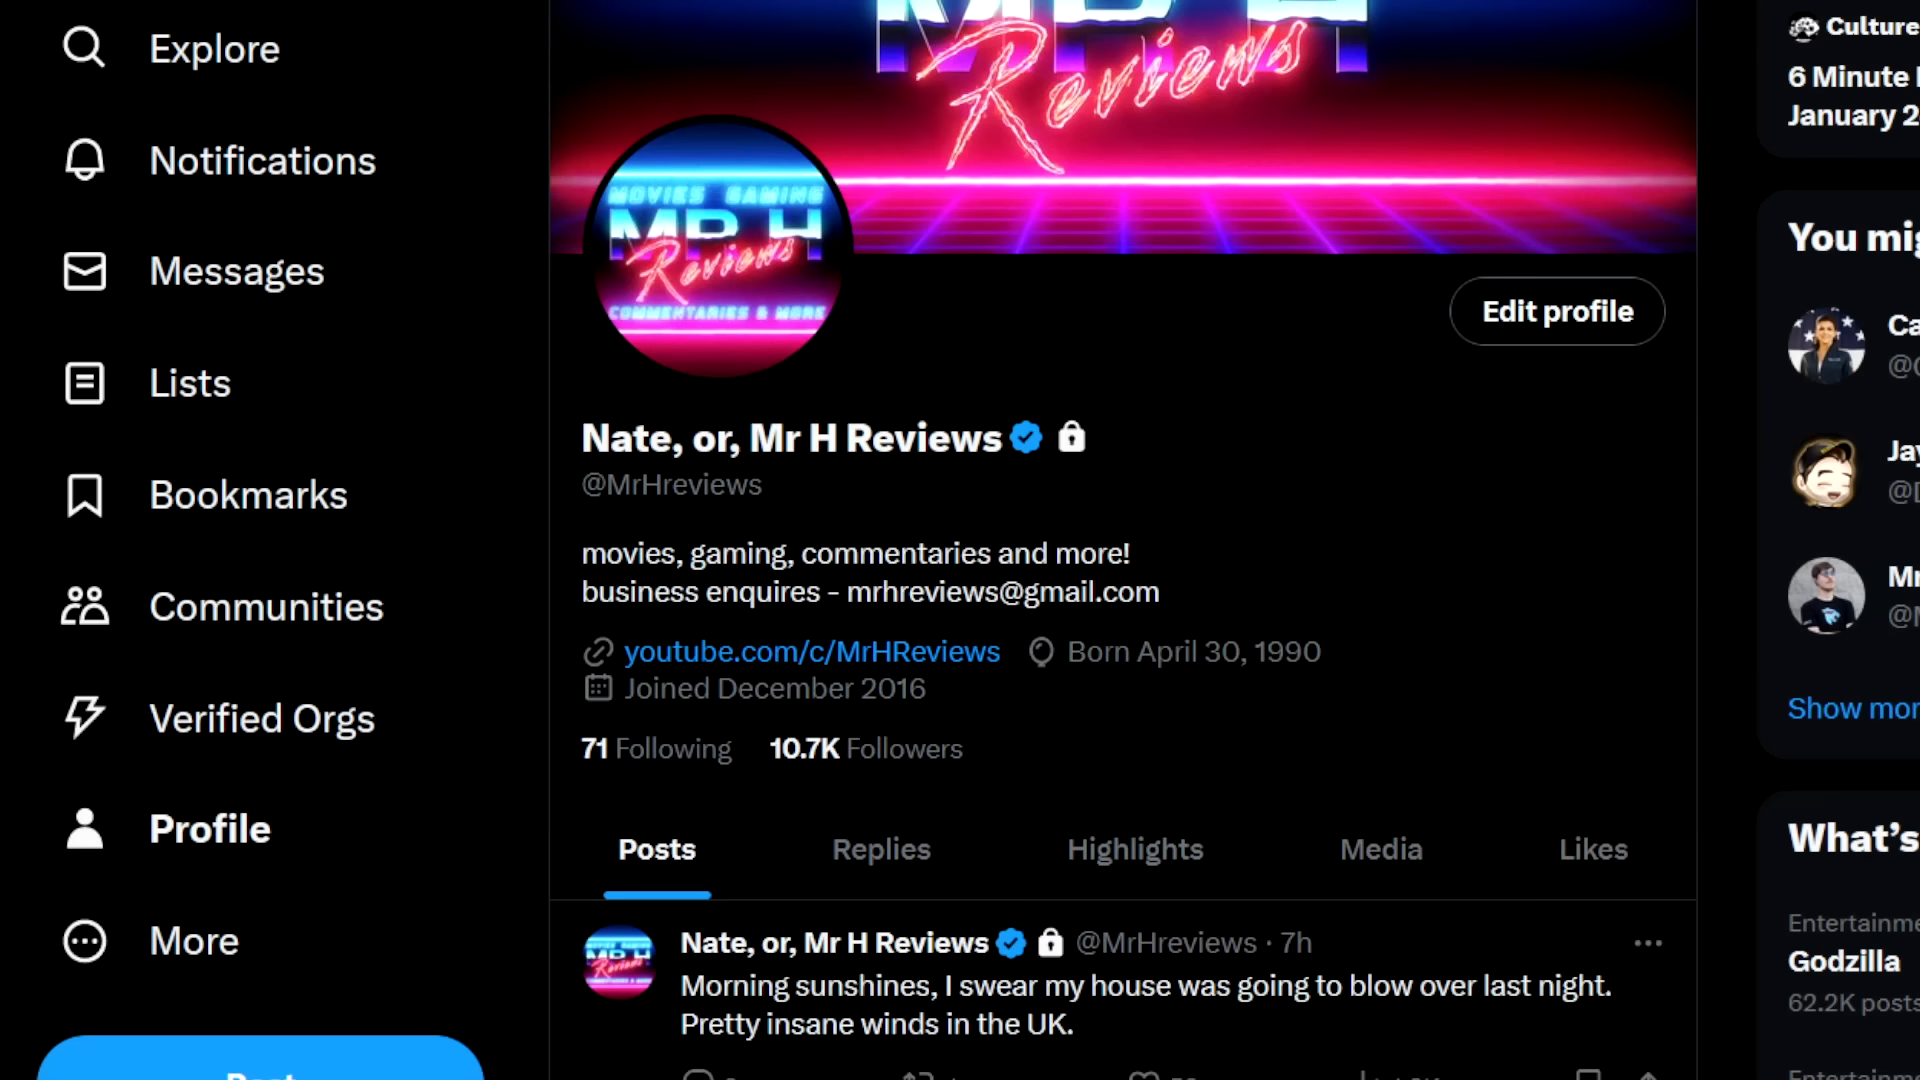 Explore
Notifications
Messages
Lists
Bookmarks
Communities
Verified Orgs
Profile
More
MR H
Reviews
MOVIES GAMING
MR H
Reviews
COMMENTARIES & MORE
Edit profile
Nate, or, Mr H Reviews
@MrHreviews
movies, gaming, commentaries and more!
business enquires - mrhreviews@gmail.com
youtube.com/c/MrHReviews Born April 30, 1990
Joined December 2016
71 Following 10.7K Followers
Posts Replies Highlights Media Likes
Nate, or, Mr H Reviews @MrHreviews · 7h
Morning sunshines, I swear my house was going to blow over last night.
Pretty insane winds in the UK.
Culture
6 Minute
January 2
You mig
Ca
Jay
Mr
Show mor
What's
Entertainme
Godzilla
62.2K posts